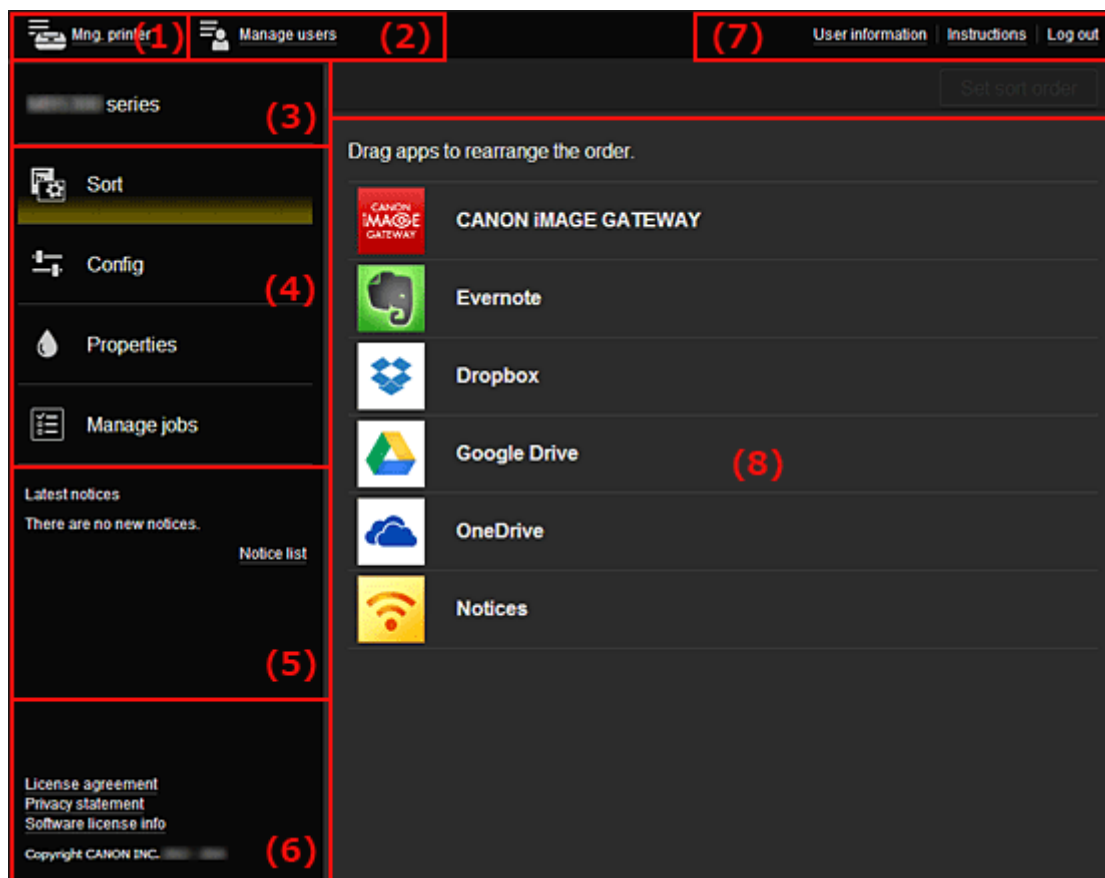 Mng. printer (1)
Manage users (2)
(7) User information Instructions Log out
series (3)
Set sort order
Sort
Config
(4)
Properties
Manage jobs
Latest notices
There are no new notices.
Notice list
(5)
License agreement
Privacy statement
Software license info
Copyright CANON INC.
(6)
Drag apps to rearrange the order.
CANON iMAGE GATEWAY
CANON
iMAGE
GATEWAY
Evernote
Dropbox
Google Drive
(8)
OneDrive
Notices